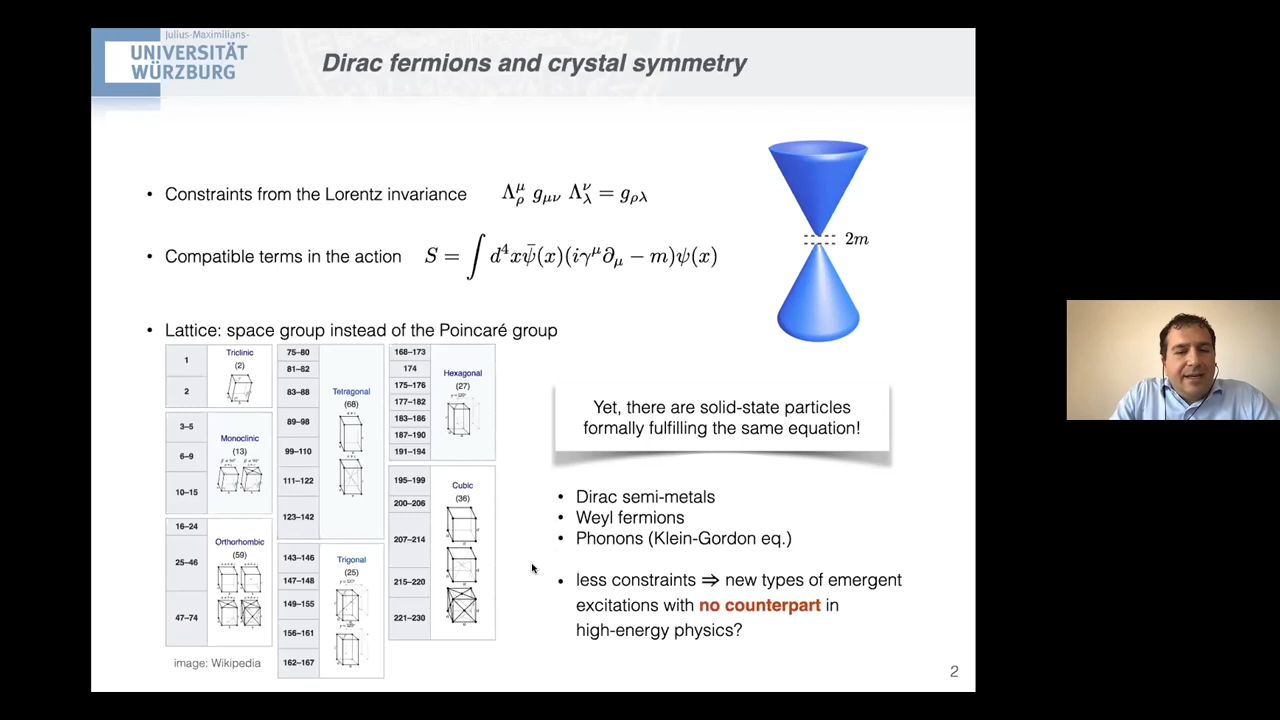 Julius-Maximilians-
UNIVERSITÄT
WÜRZBURG
Dirac fermions and crystal symmetry
• Constraints from the Lorentz invariance Λ^μ_ρ g_μν Λ^ν_λ = g_ρλ
• Compatible terms in the action S = ∫ d⁴x ψ̄(x)(iγ^μ ∂_μ − m)ψ(x)
2m
• Lattice: space group instead of the Poincaré group
1
2
Triclinic
(2)
3–5
6–9
10–15
Monoclinic
(13)
16–24
25–46
47–74
Orthorhombic
(59)
75–80
81–82
83–88
89–98
99–110
111–122
123–142
Tetragonal
(68)
143–146
147–148
149–155
156–161
162–167
Trigonal
(25)
168–173
174
175–176
177–182
183–186
187–190
191–194
Hexagonal
(27)
195–199
200–206
207–214
215–220
221–230
Cubic
(36)
image: Wikipedia
Yet, there are solid-state particles
formally fulfilling the same equation!
• Dirac semi-metals
• Weyl fermions
• Phonons (Klein-Gordon eq.)
• less constraints ⇒ new types of emergent
excitations with no counterpart in
high-energy physics?
2